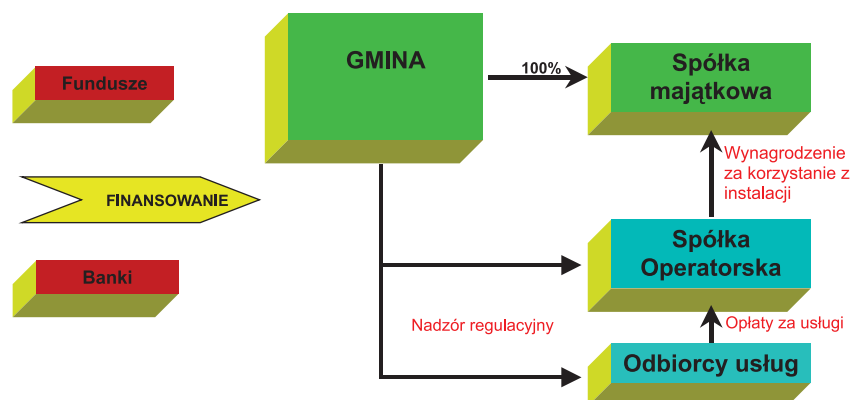 GMINA
100%
Spółka
majątkowa
Fundusze
Wynagrodzenie
za korzystanie z
instalacji
FINANSOWANIE
Spółka
Operatorska
Banki
Nadzór regulacyjny
Opłaty za usługi
Odbiorcy usług